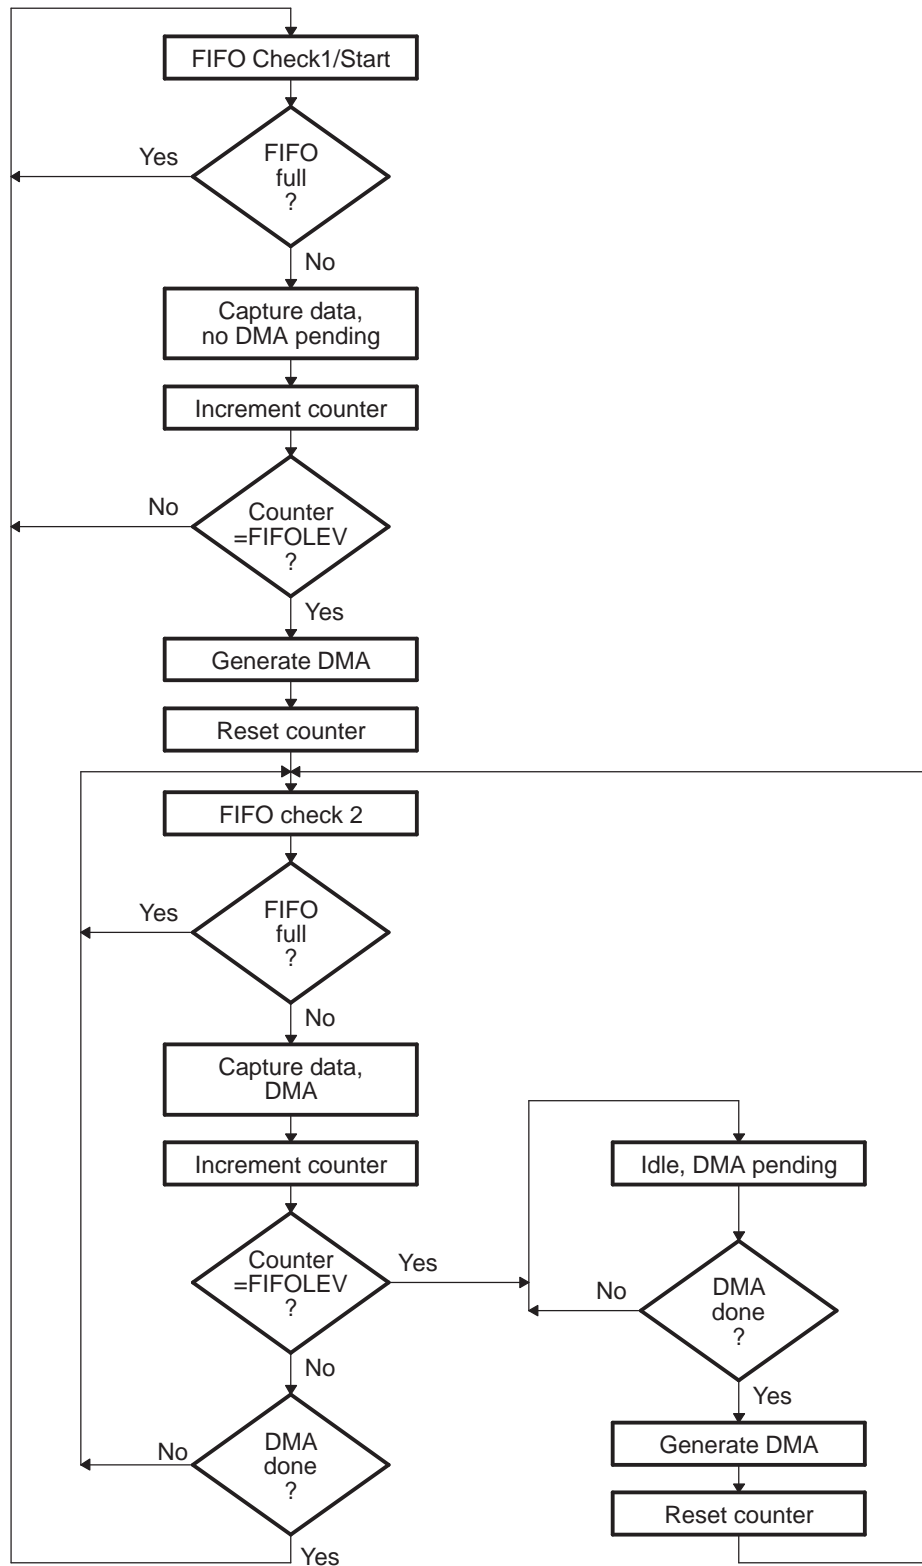 FIFO Check1/Start
FIFO
full
?
Yes
No
Capture data,
no DMA pending
Increment counter
Counter
=FIFOLEV
?
No
Yes
Generate DMA
Reset counter
FIFO check 2
FIFO
full
?
Yes
No
Capture data,
DMA
Increment counter
Counter
=FIFOLEV
?
Yes
No
DMA
done
?
No
Yes
Idle, DMA pending
DMA
done
?
No
Yes
Generate DMA
Reset counter